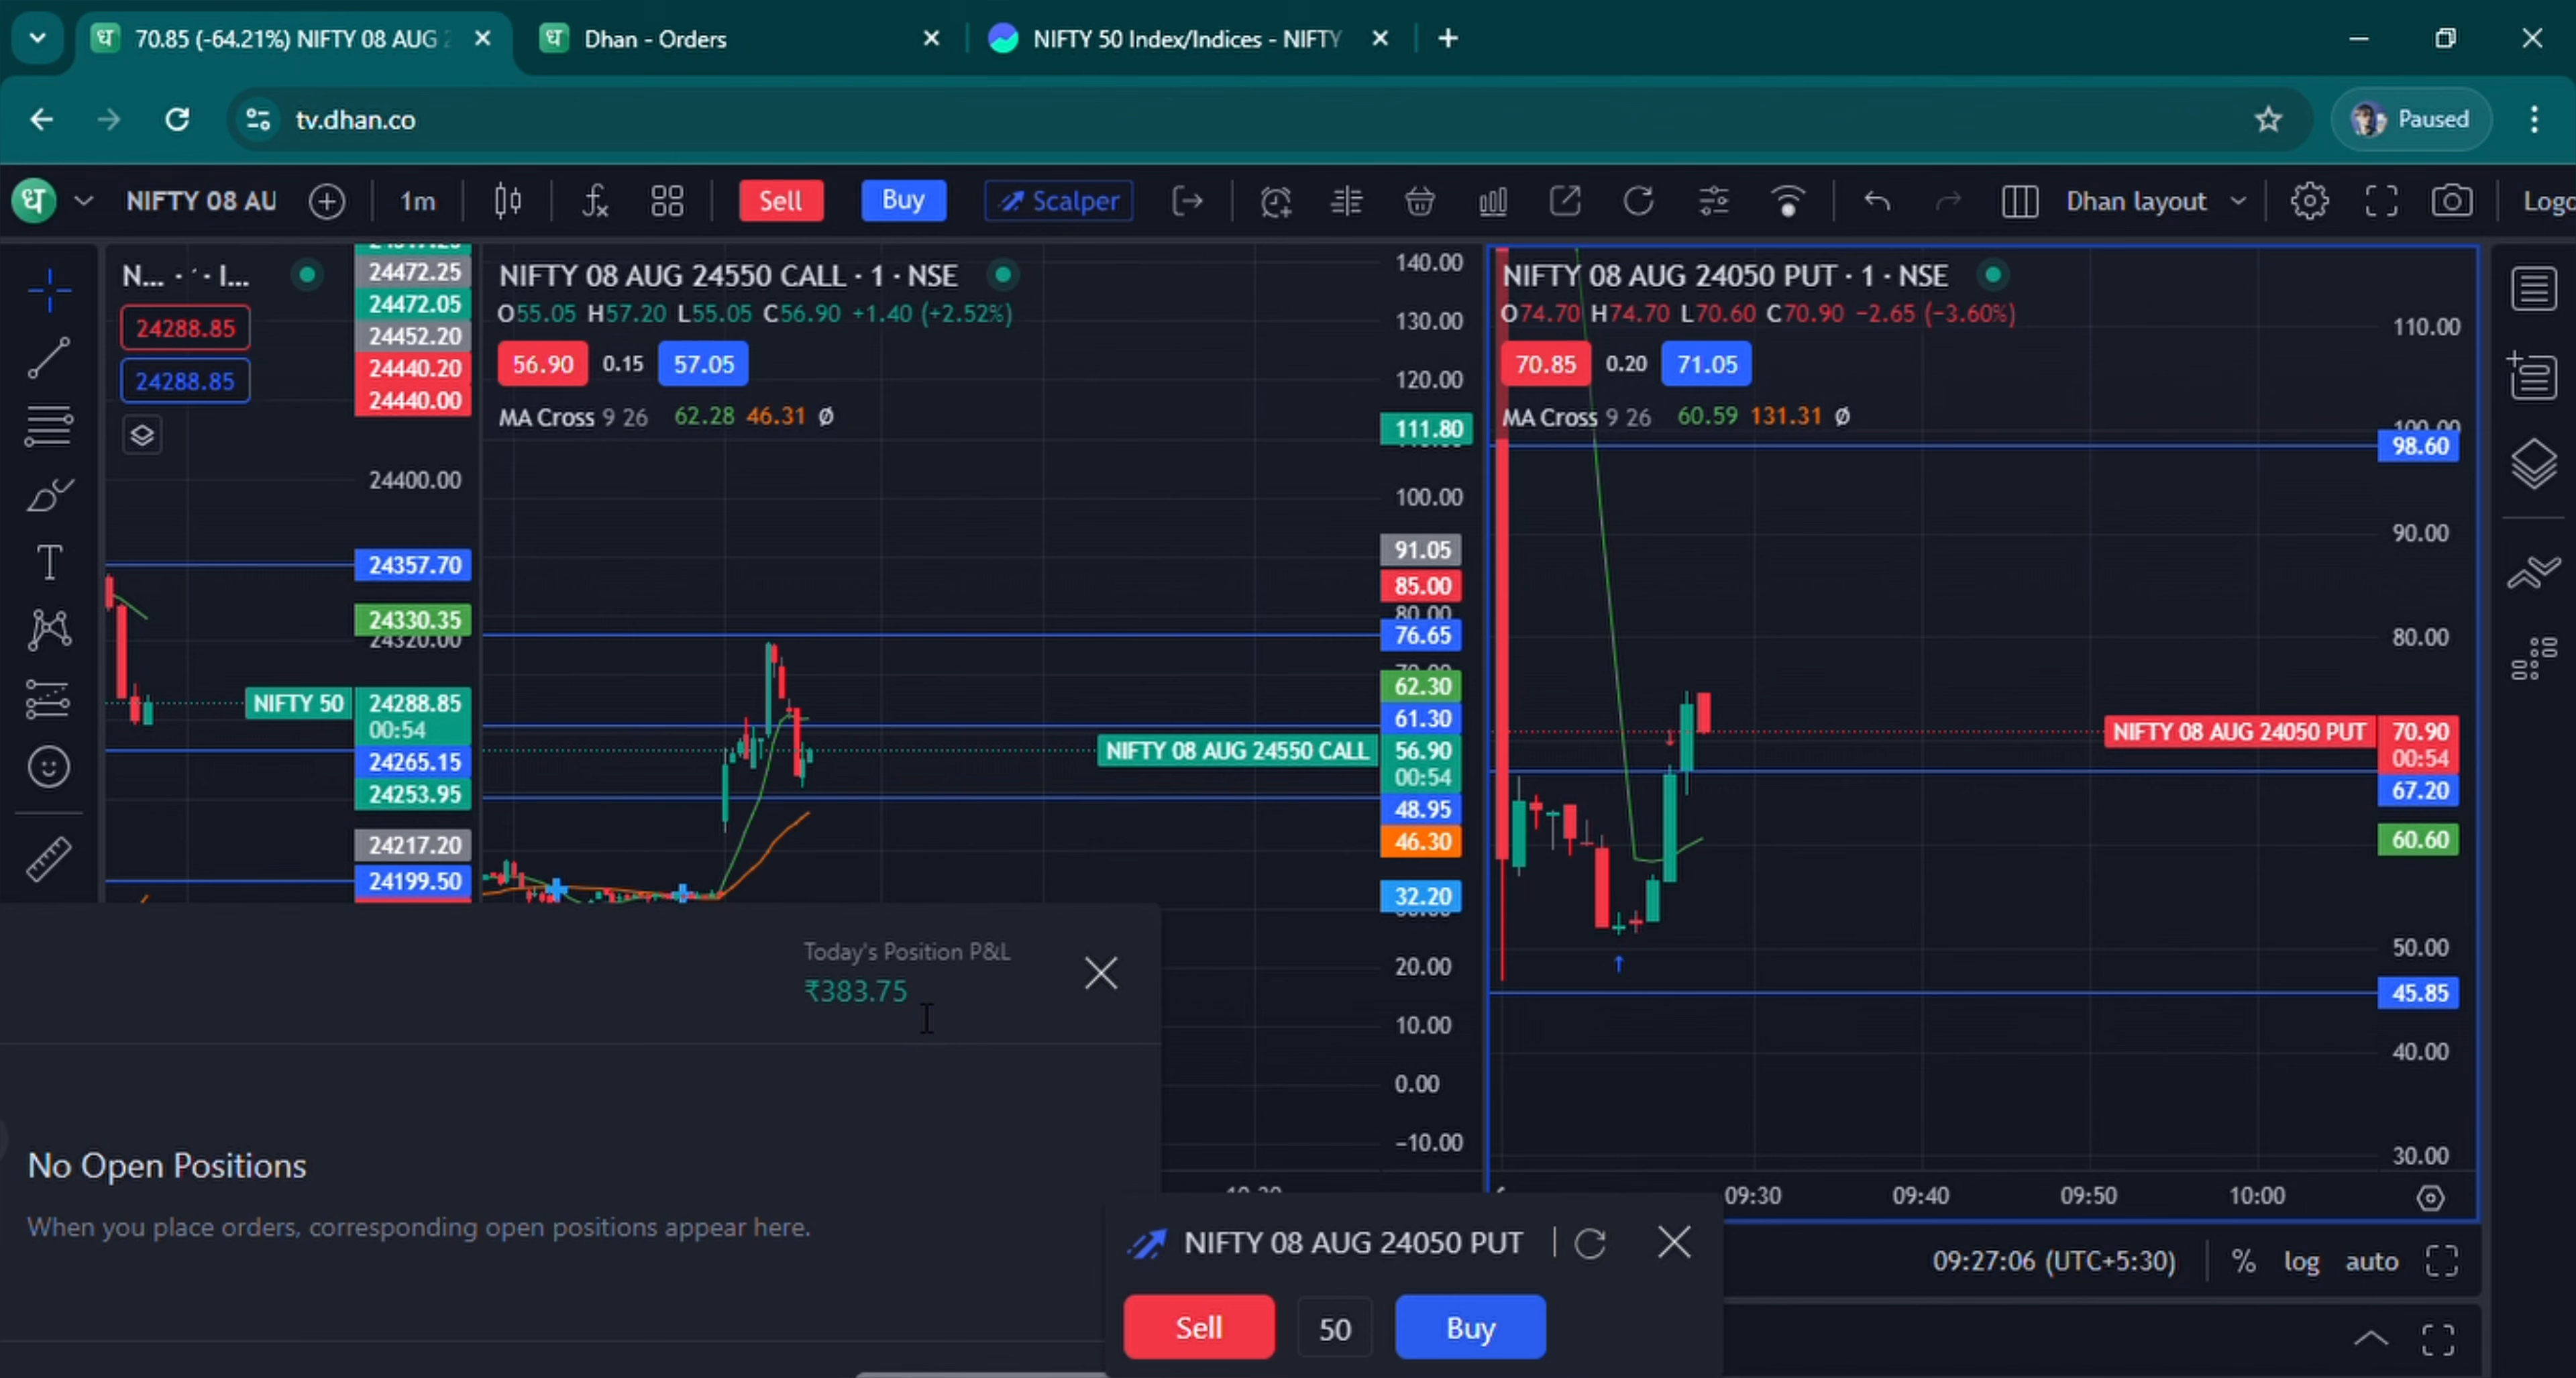 70.85 (-64.21%) NIFTY 08 AUG
Dhan - Orders
NIFTY 50 Index/Indices - NIFTY
tv.dhan.co
Paused
NIFTY 08 AU
1m
Sell
Buy
Scalper
Dhan layout
Logo
N... · · I...
24288.85
24288.85
24472.25
24472.05
24452.20
24440.20
24440.00
24400.00
24357.70
24330.35
24320.00
NIFTY 50
24288.85
00:54
24265.15
24253.95
24217.20
24199.50
NIFTY 08 AUG 24550 CALL · 1 · NSE
O55.05 H57.20 L55.05 C56.90 +1.40 (+2.52%)
56.90 0.15 57.05
MA Cross 9 26 62.28 46.31 Ø
140.00
130.00
120.00
111.80
100.00
91.05
85.00
80.00
76.65
62.30
61.30
NIFTY 08 AUG 24550 CALL
56.90
00:54
48.95
46.30
32.20
20.00
10.00
0.00
−10.00
NIFTY 08 AUG 24050 PUT · 1 · NSE
O74.70 H74.70 L70.60 C70.90 −2.65 (−3.60%)
70.85 0.20 71.05
MA Cross 9 26 60.59 131.31 Ø
110.00
100.00
98.60
90.00
80.00
NIFTY 08 AUG 24050 PUT
70.90
00:54
67.20
60.60
50.00
45.85
40.00
30.00
09:30
09:40
09:50
10:00
Today's Position P&L
₹383.75
No Open Positions
When you place orders, corresponding open positions appear here.
NIFTY 08 AUG 24050 PUT
Sell
50
Buy
09:27:06 (UTC+5:30)
%
log
auto